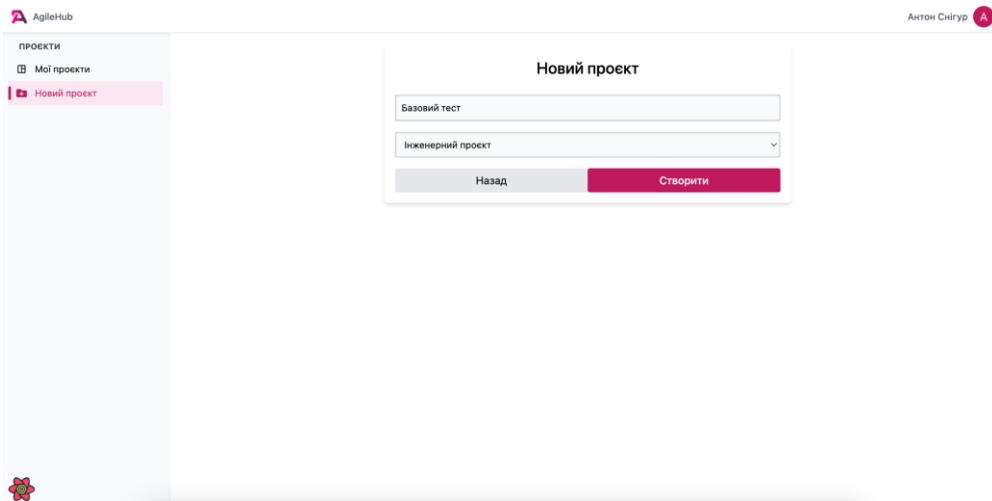 AgileHub
Антон Снігур
А
ПРОЄКТИ
Мої проєкти
Новий проєкт
Новий проєкт
Базовий тест
Інженерний проєкт
Назад
Створити